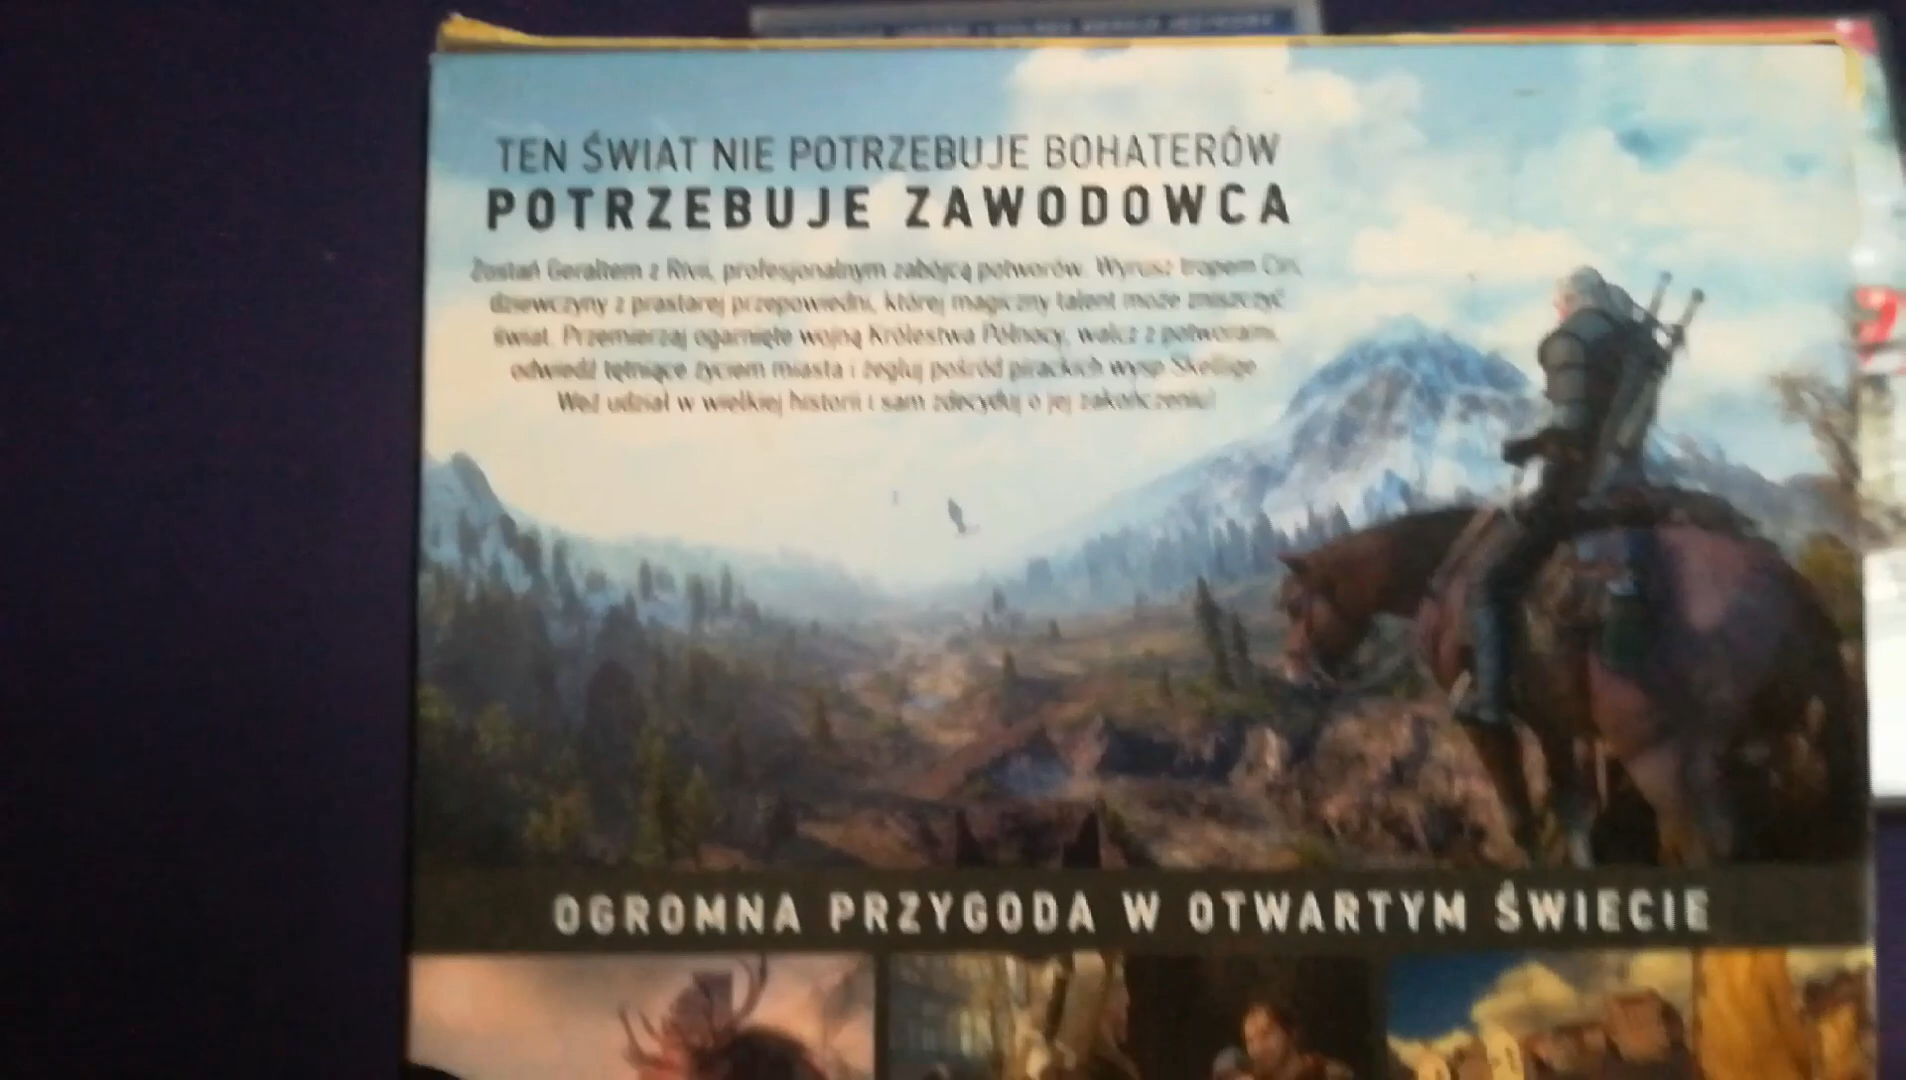 TEN ŚWIAT NIE POTRZEBUJE BOHATERÓW
POTRZEBUJE ZAWODOWCA
Zostań Geraltem z Rivii, profesjonalnym zabójcą potworów. Wyrusz tropem Ciri,
dziewczyny z prastarej przepowiedni, której magiczny talent może zniszczyć
świat. Przemierzaj ogarnięte wojną Królestwa Północy, walcz z potworami,
odwiedź tętniące życiem miasta i żegluj pośród pirackich wysp Skellige.
Weź udział w wielkiej historii i sam zdecyduj o jej zakończeniu!
OGROMNA PRZYGODA W OTWARTYM ŚWIECIE